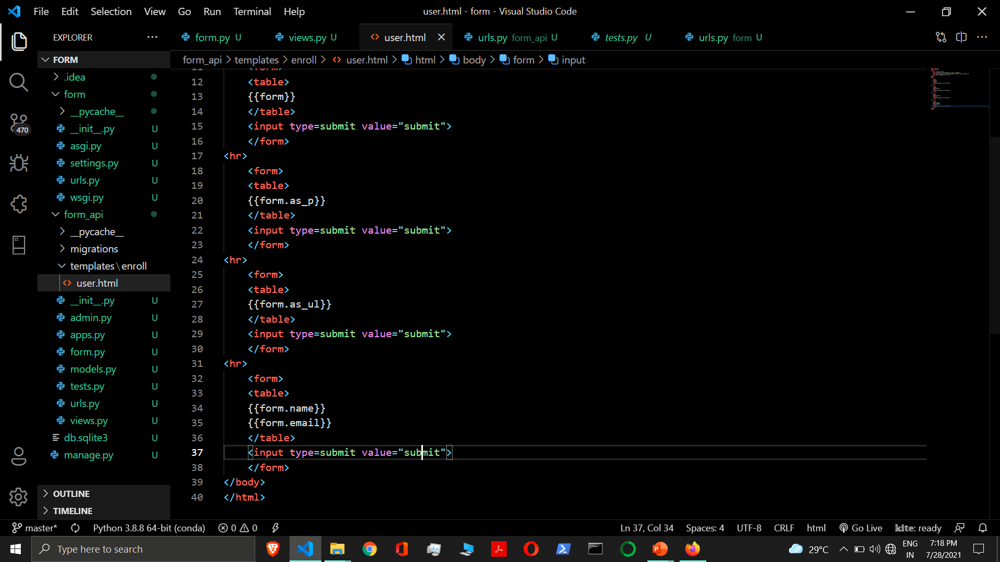 File Edit Selection View Go Run Terminal Help
user.html - form - Visual Studio Code
EXPLORER
form.py U
views.py U
user.html
urls.py form_api U
tests.py U
urls.py form U
FORM
form_api > templates > enroll > user.html > html > body > form > input
.idea
form
__pycache__
__init__.py U
asgi.py U
settings.py U
urls.py U
wsgi.py U
form_api
__pycache__
migrations
templates\enroll
user.html
__init__.py U
admin.py U
apps.py U
form.py U
models.py U
tests.py U
urls.py U
views.py U
db.sqlite3 U
manage.py U
OUTLINE
TIMELINE
470
11 <form>
12 <table>
13 {{form}}
14 </table>
15 <input type=submit value="submit">
16 </form>
17 <hr>
18 <form>
19 <table>
20 {{form.as_p}}
21 </table>
22 <input type=submit value="submit">
23 </form>
24 <hr>
25 <form>
26 <table>
27 {{form.as_ul}}
28 </table>
29 <input type=submit value="submit">
30 </form>
31 <hr>
32 <form>
33 <table>
34 {{form.name}}
35 {{form.email}}
36 </table>
37 <input type=submit value="submit">
38 </form>
39 </body>
40 </html>
master* Python 3.8.8 64-bit (conda) 0 0
Ln 37, Col 34 Spaces: 4 UTF-8 CRLF html Go Live kite: ready
Type here to search
29°C
ENG
IN
7:18 PM
7/28/2021